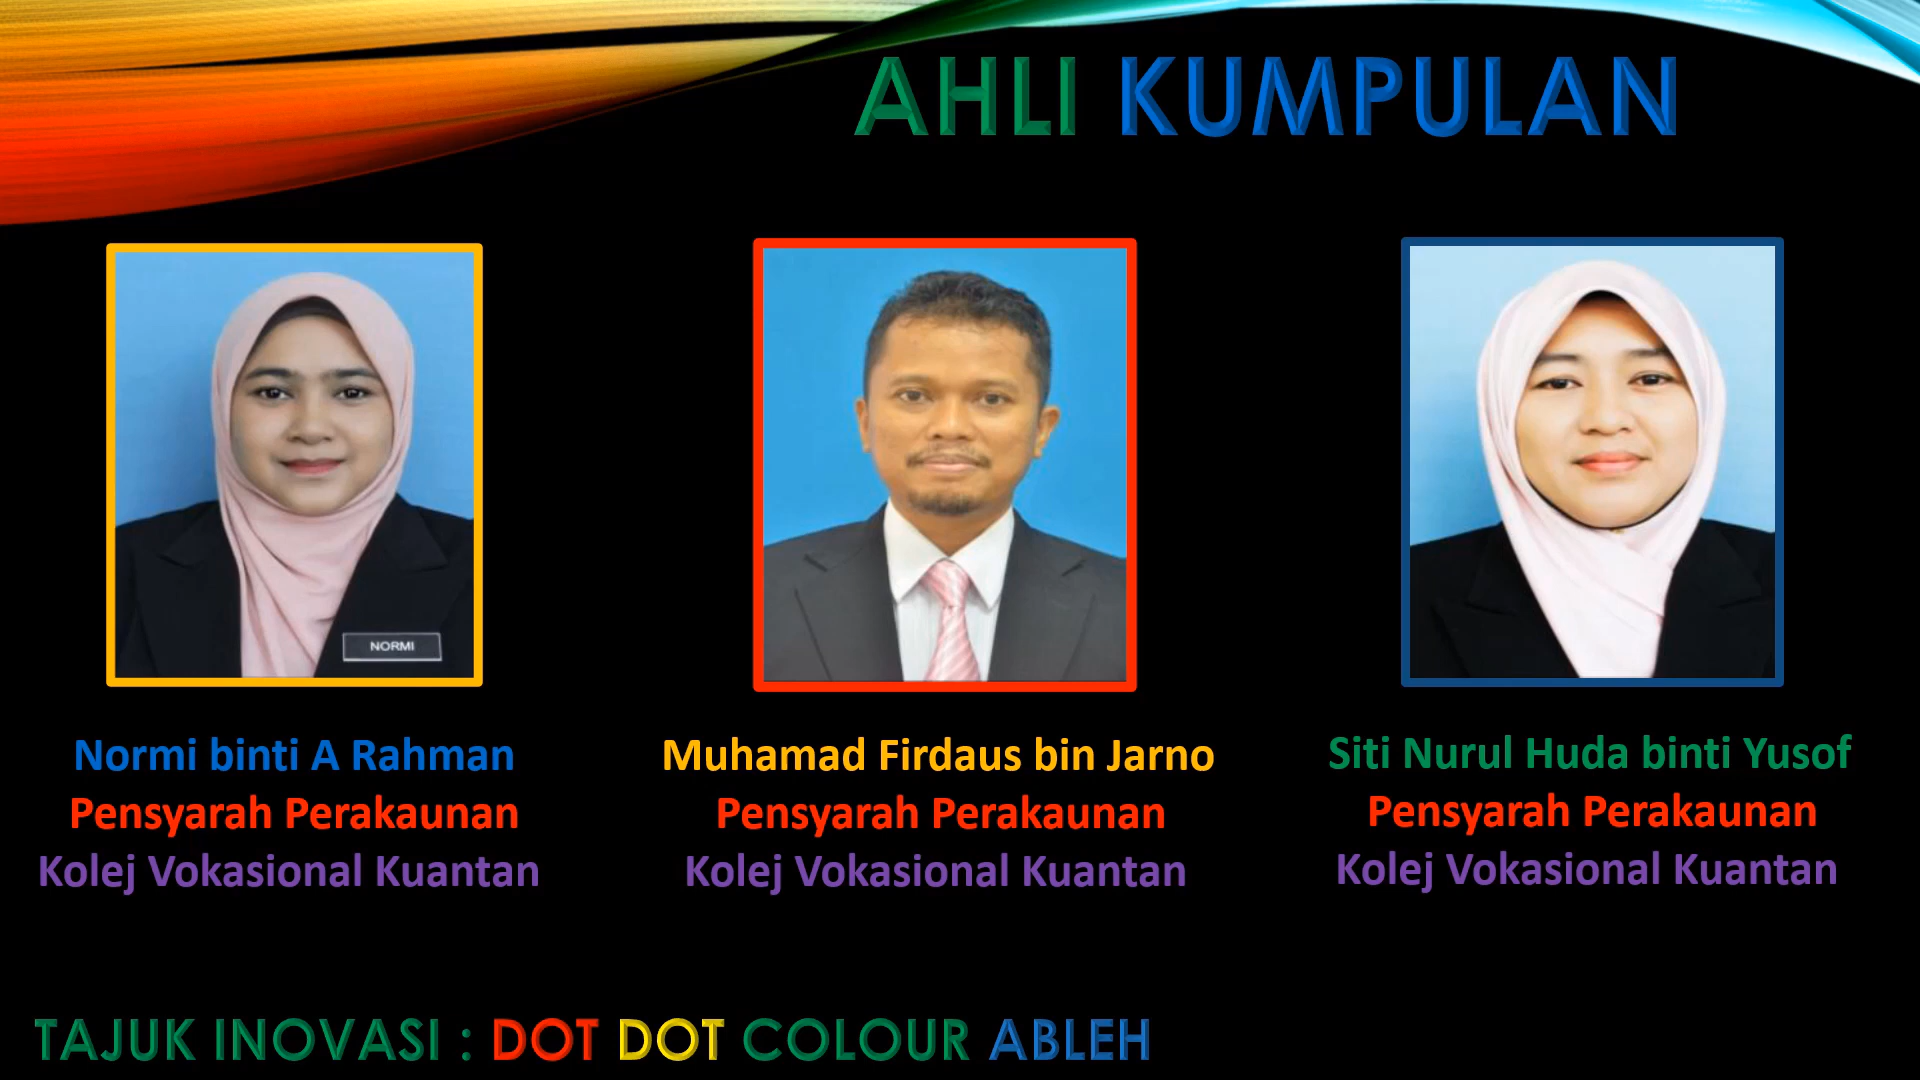 AHLI KUMPULAN
NORMI
Normi binti A Rahman
Pensyarah Perakaunan
Kolej Vokasional Kuantan
Muhamad Firdaus bin Jarno
Pensyarah Perakaunan
Kolej Vokasional Kuantan
Siti Nurul Huda binti Yusof
Pensyarah Perakaunan
Kolej Vokasional Kuantan
TAJUK INOVASI : DOT DOT COLOUR ABLEH